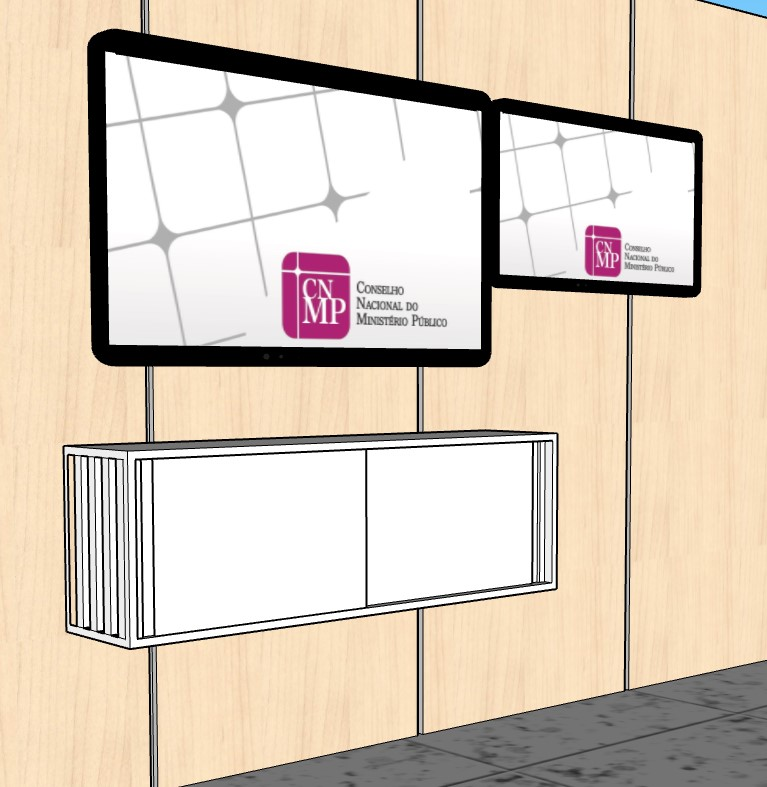 CN
MP
Conselho
Nacional do
Ministério Público
CN
MP
Conselho
Nacional do
Ministério Público